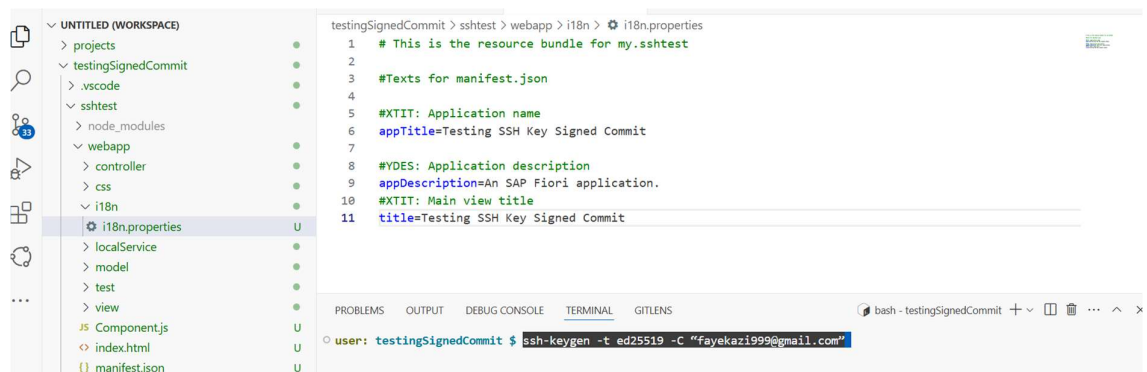 UNTITLED (WORKSPACE)
projects
testingSignedCommit
.vscode
sshtest
node_modules
webapp
controller
css
i18n
i18n.properties U
localService
model
test
view
JS Component.js U
<> index.html U
{} manifest.json U
33
testingSignedCommit > sshtest > webapp > i18n > i18n.properties
1 # This is the resource bundle for my.sshtest
2
3 #Texts for manifest.json
4
5 #XTIT: Application name
6 appTitle=Testing SSH Key Signed Commit
7
8 #YDES: Application description
9 appDescription=An SAP Fiori application.
10 #XTIT: Main view title
11 title=Testing SSH Key Signed Commit
PROBLEMS OUTPUT DEBUG CONSOLE TERMINAL GITLENS bash - testingSignedCommit
user: testingSignedCommit $ ssh-keygen -t ed25519 -C “fayekazi999@gmail.com”